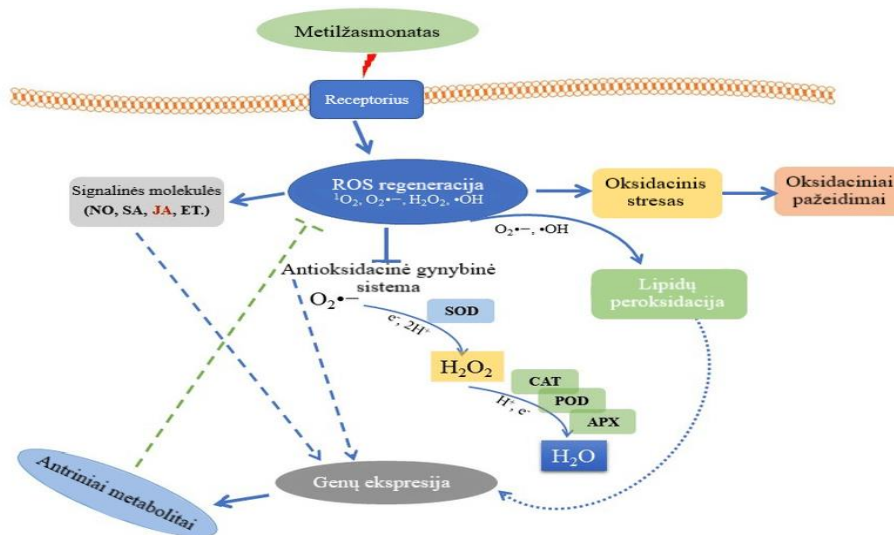 Metilžasmonatas
Receptorius
ROS regeneracija
¹O₂, O₂•−, H₂O₂, •OH
Signalinės molekulės
(NO, SA, JA, ET.)
Oksidacinis
stresas
Oksidaciniai
pažeidimai
O₂•−, •OH
Antioksidacinė gynybinė
sistema
Lipidų
peroksidacija
O₂•−
SOD
e⁻, 2H⁺
H₂O₂
CAT
POD
APX
H⁺, e⁻
H₂O
Genų ekspresija
Antriniai metabolitai